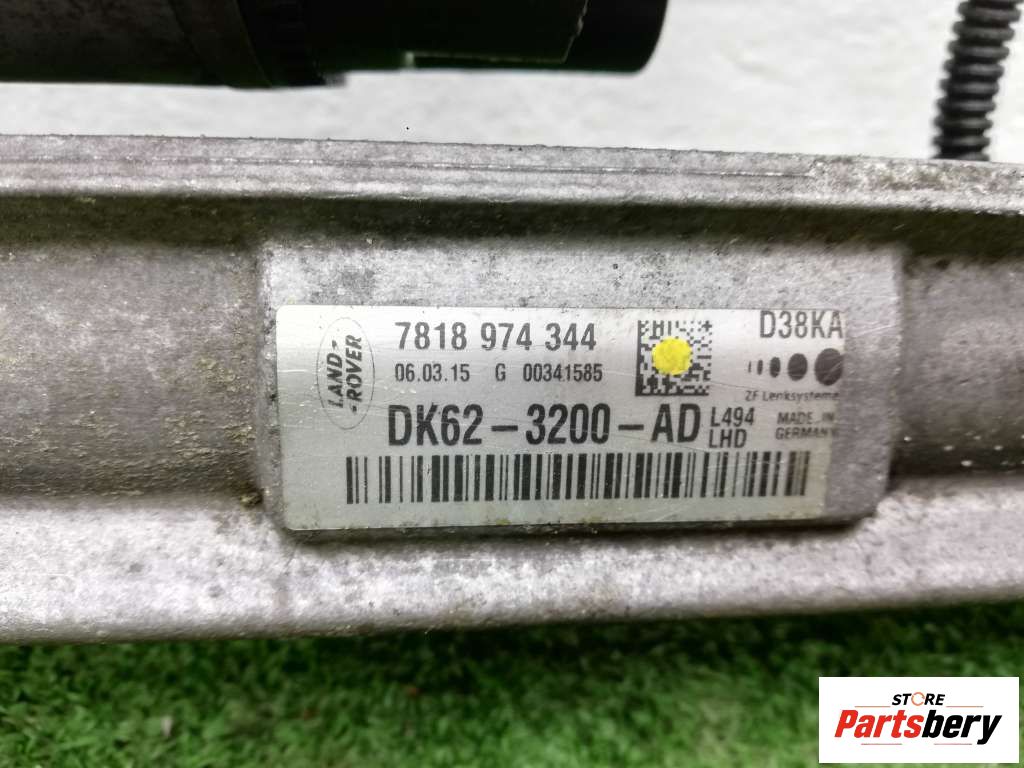 LAND-
-ROVER
7818 974 344
06.03.15 G 00341585
D38KA
ZF Lenksysteme
DK62-3200-AD
L494
LHD
MADE IN
GERMANY
STORE
Partsbery